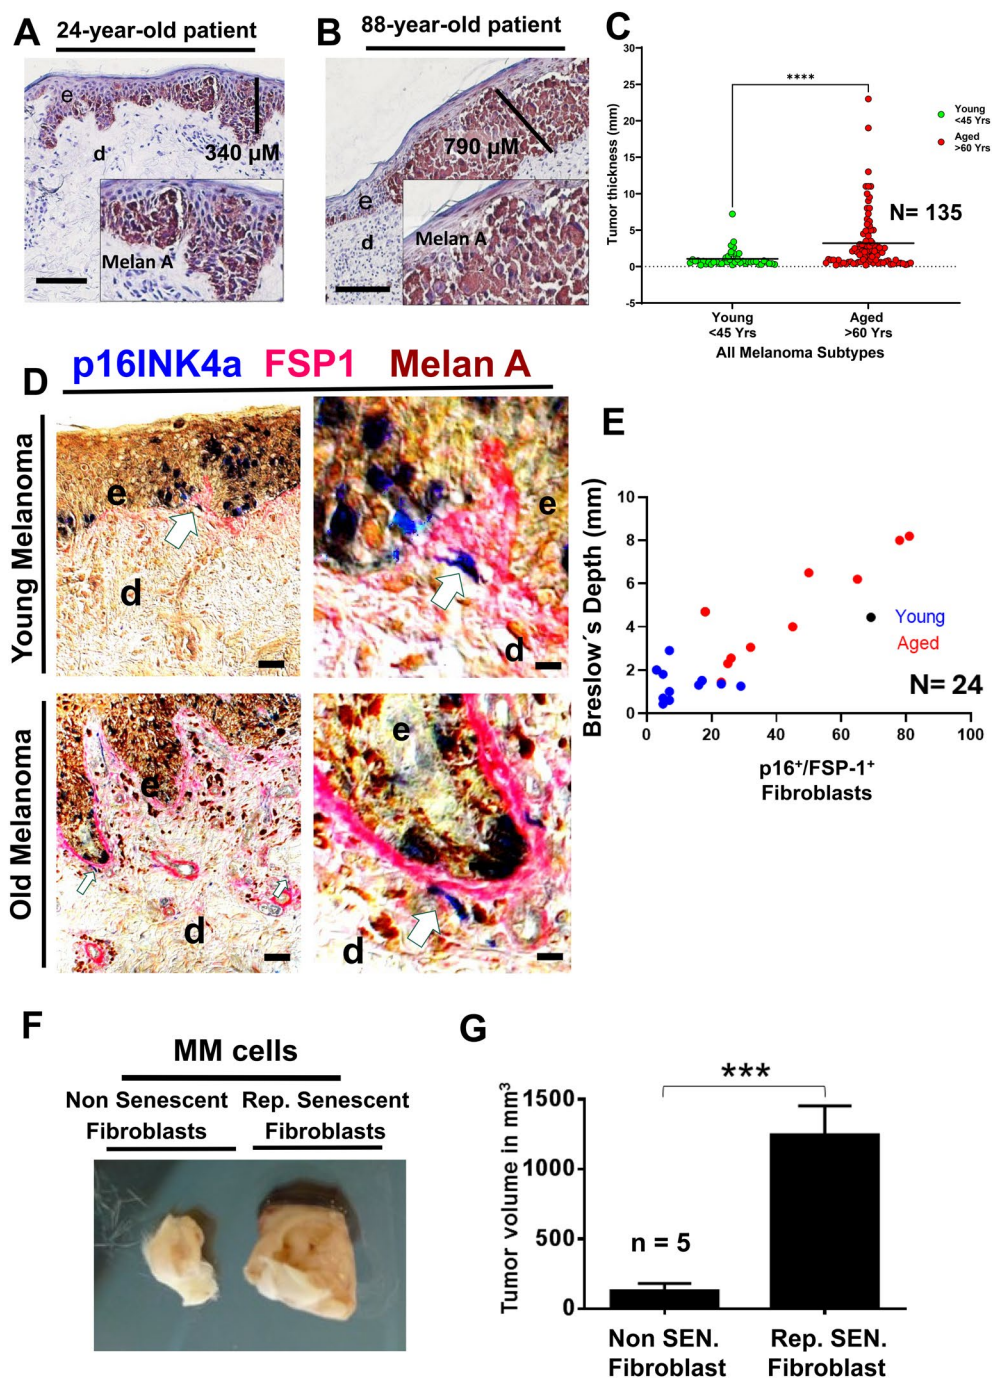 A
24-year-old patient
e
d
340 µM
Melan A
B
88-year-old patient
790 µM
e
d
Melan A
C
Tumor thickness (mm)
30
25
20
15
10
5
0
-5
****
Young
<45 Yrs
Aged
>60 Yrs
N= 135
Young
<45 Yrs
Aged
>60 Yrs
All Melanoma Subtypes
D
p16INK4a FSP1 Melan A
Young Melanoma
e
d
e
d
Old Melanoma
e
d
e
d
E
Breslow´s Depth (mm)
10
8
6
4
2
0
0 20 40 60 80 100
Young
Aged
N= 24
p16+/FSP-1+
Fibroblasts
F
MM cells
Non Senescent
Fibroblasts
Rep. Senescent
Fibroblasts
G
Tumor volume in mm³
1500
1000
500
0
***
n = 5
Non SEN.
Fibroblast
Rep. SEN.
Fibroblast